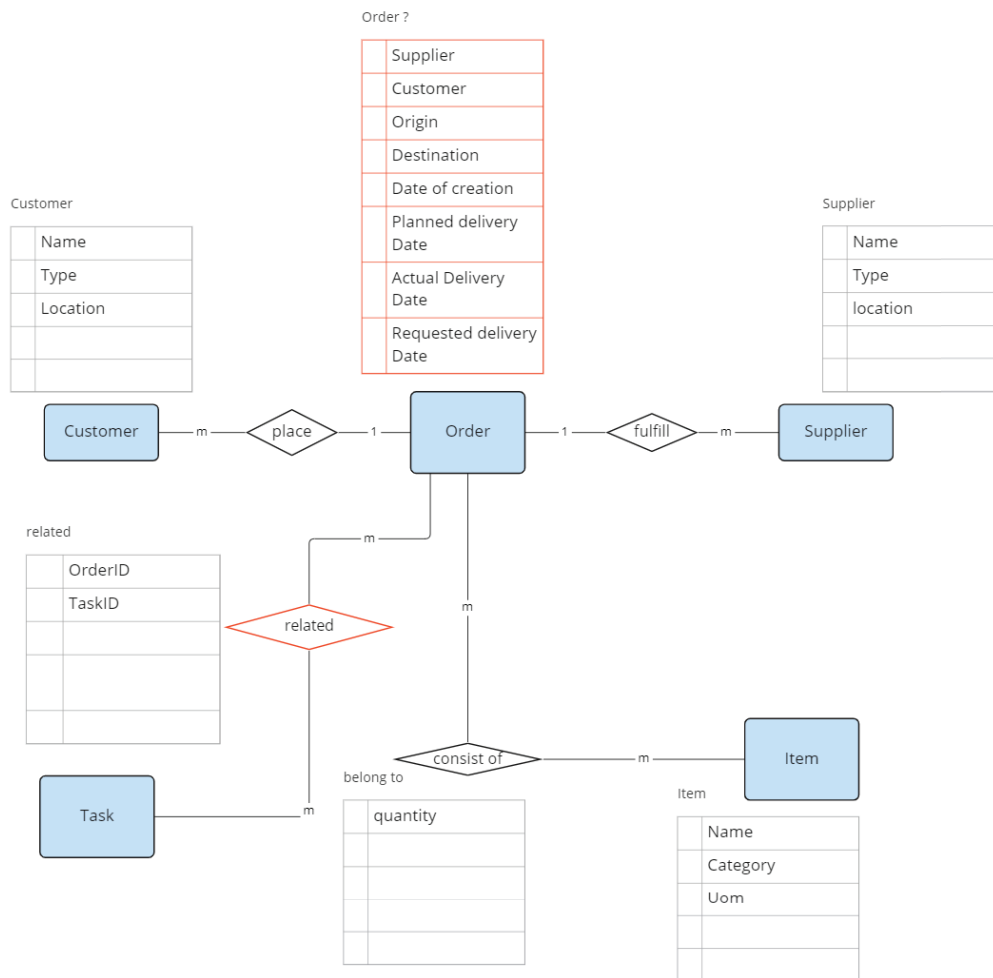 Order ?
Supplier
Customer
Origin
Destination
Date of creation
Planned delivery
Date
Actual Delivery
Date
Requested delivery
Date
Customer
Name
Type
Location
Supplier
Name
Type
location
Customer
m
place
1
Order
1
fulfill
m
Supplier
related
OrderID
TaskID
m
related
m
Task
m
consist of
m
Item
belong to
quantity
Item
Name
Category
Uom